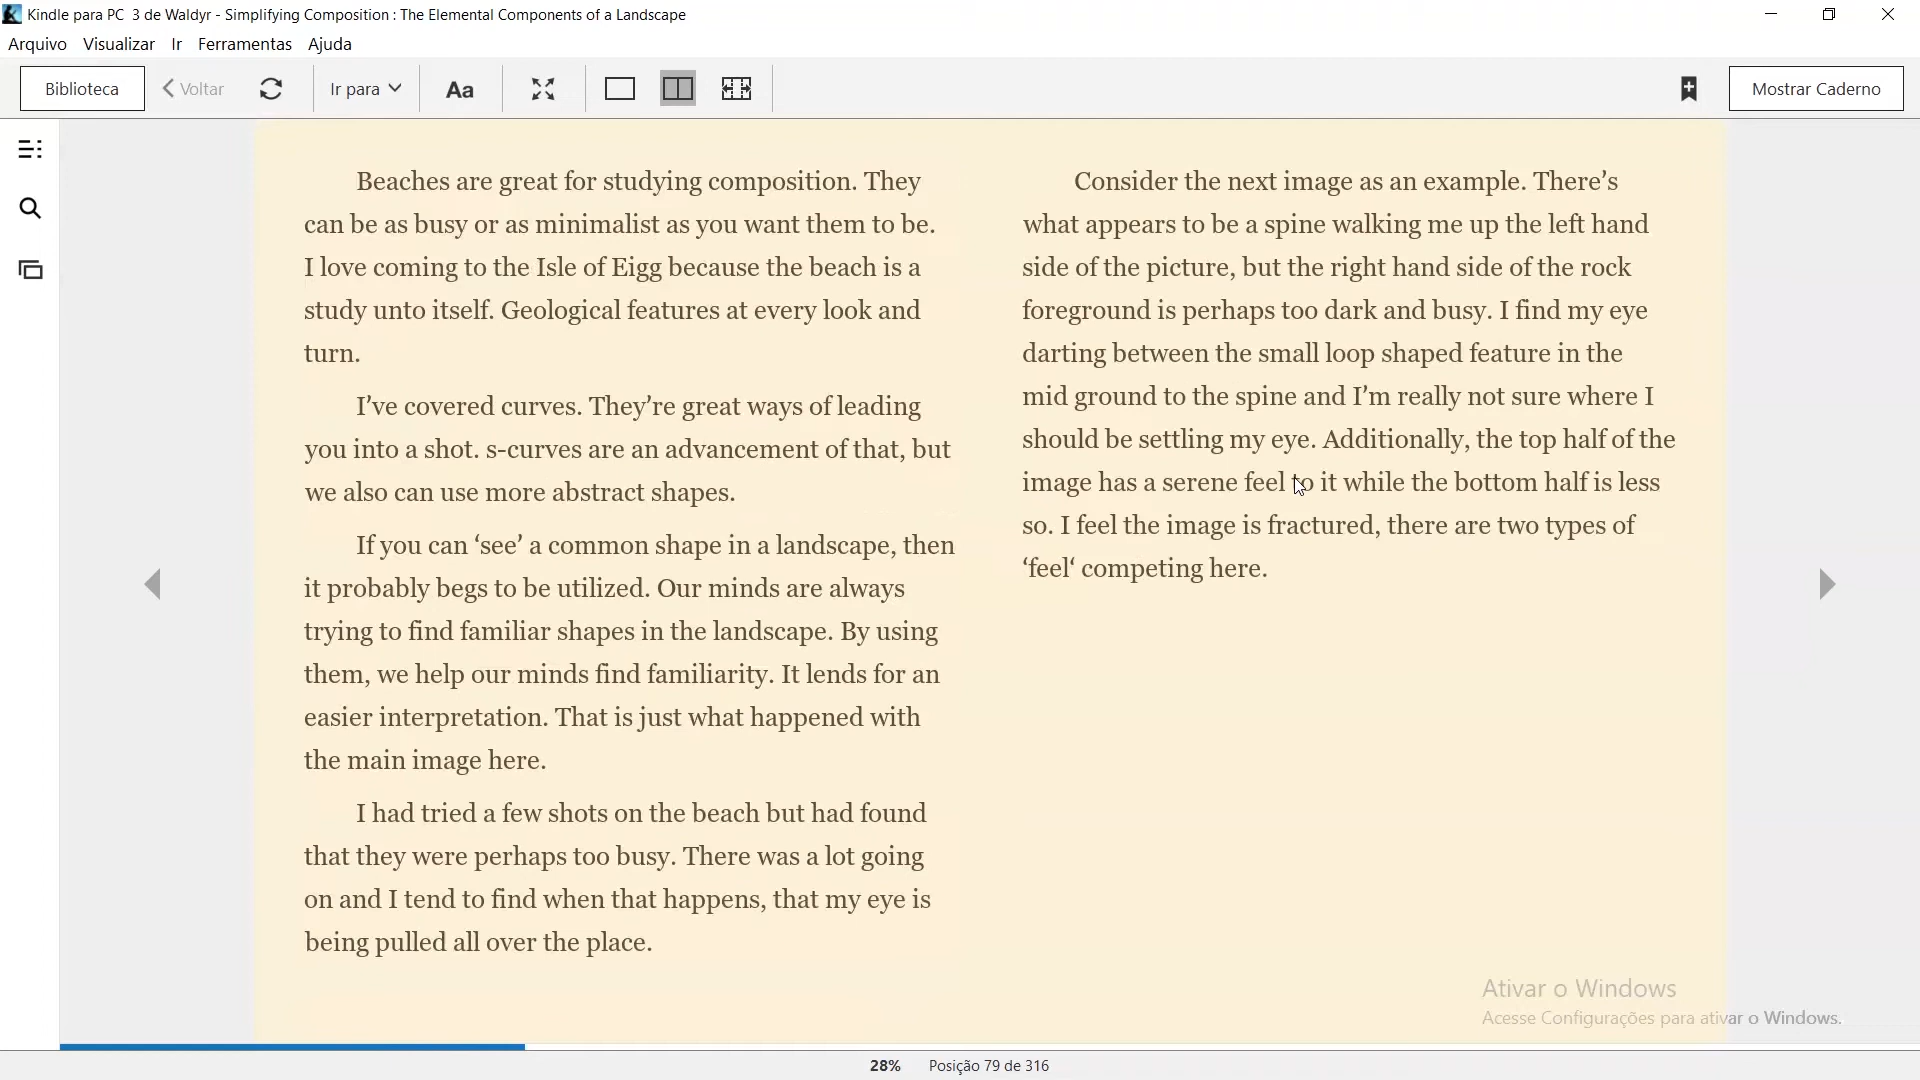 Kindle para PC 3 de Waldyr - Simplifying Composition : The Elemental Components of a Landscape
Arquivo Visualizar Ir Ferramentas Ajuda
Biblioteca Voltar Ir para Aa Mostrar Caderno
Beaches are great for studying composition. They
can be as busy or as minimalist as you want them to be.
I love coming to the Isle of Eigg because the beach is a
study unto itself. Geological features at every look and
turn.
I’ve covered curves. They’re great ways of leading
you into a shot. s-curves are an advancement of that, but
we also can use more abstract shapes.
If you can ‘see’ a common shape in a landscape, then
it probably begs to be utilized. Our minds are always
trying to find familiar shapes in the landscape. By using
them, we help our minds find familiarity. It lends for an
easier interpretation. That is just what happened with
the main image here.
I had tried a few shots on the beach but had found
that they were perhaps too busy. There was a lot going
on and I tend to find when that happens, that my eye is
being pulled all over the place.
Consider the next image as an example. There’s
what appears to be a spine walking me up the left hand
side of the picture, but the right hand side of the rock
foreground is perhaps too dark and busy. I find my eye
darting between the small loop shaped feature in the
mid ground to the spine and I’m really not sure where I
should be settling my eye. Additionally, the top half of the
image has a serene feel to it while the bottom half is less
so. I feel the image is fractured, there are two types of
‘feel‘ competing here.
Ativar o Windows
Acesse Configurações para ativar o Windows.
28% Posição 79 de 316